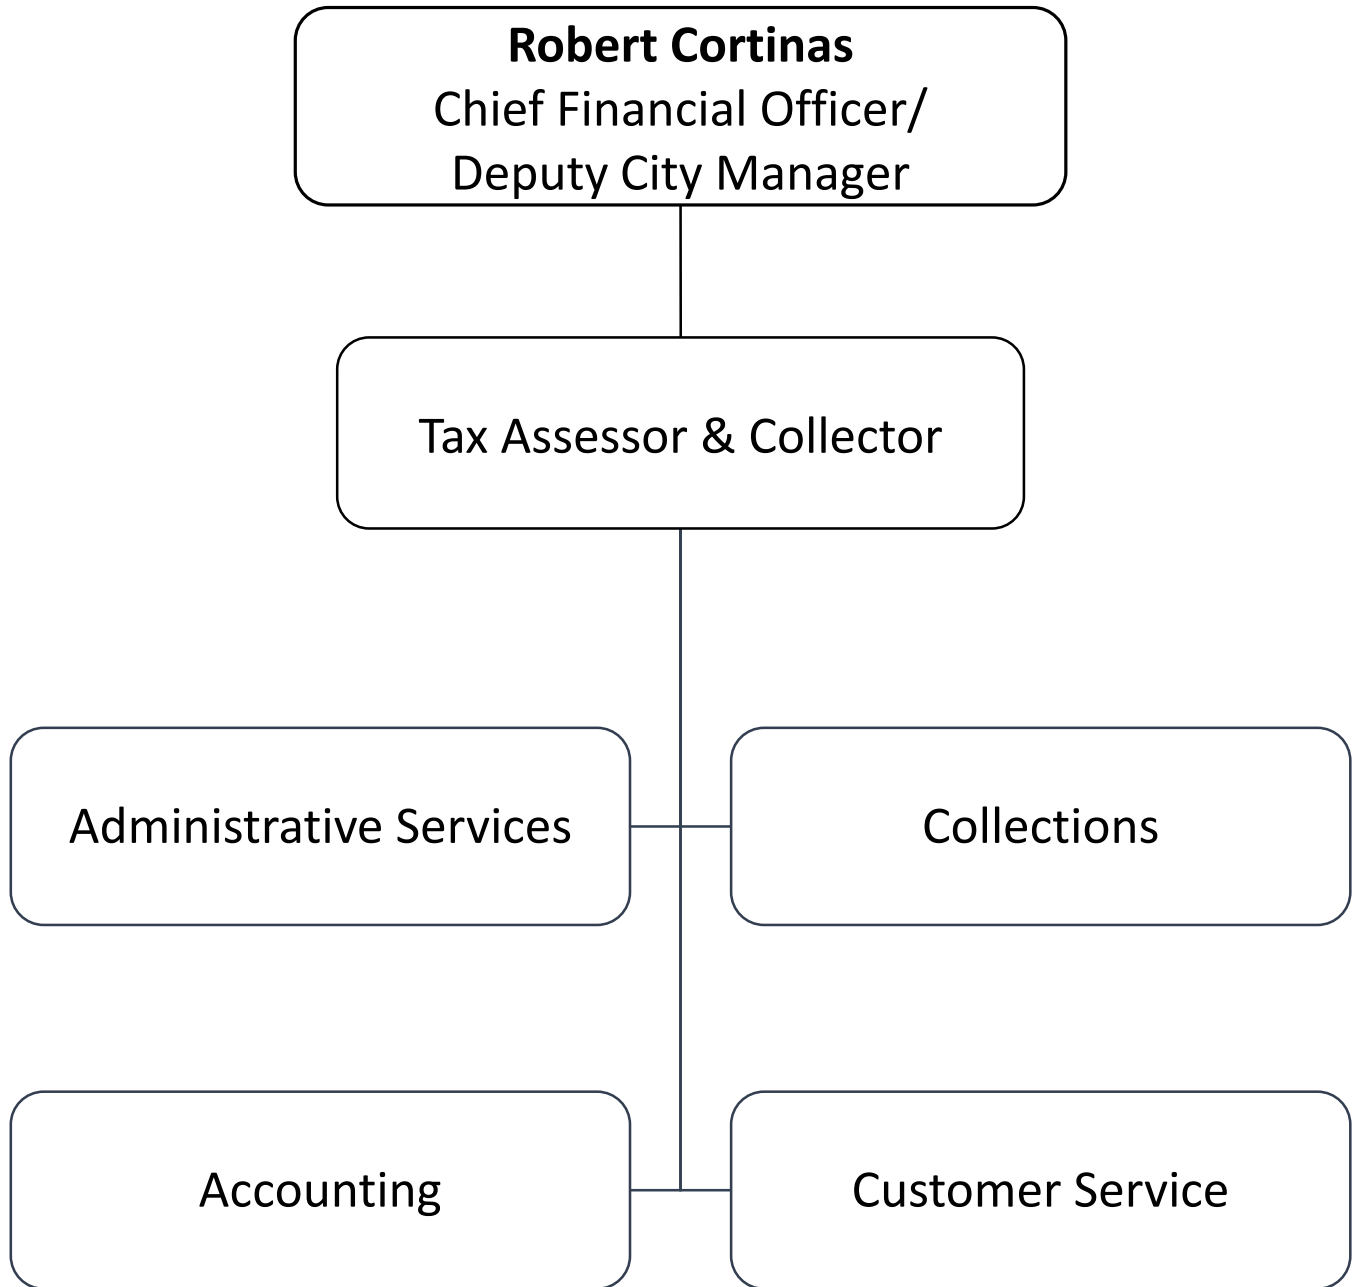 Robert Cortinas
Chief Financial Officer/
Deputy City Manager
Tax Assessor & Collector
Administrative Services
Collections
Accounting
Customer Service